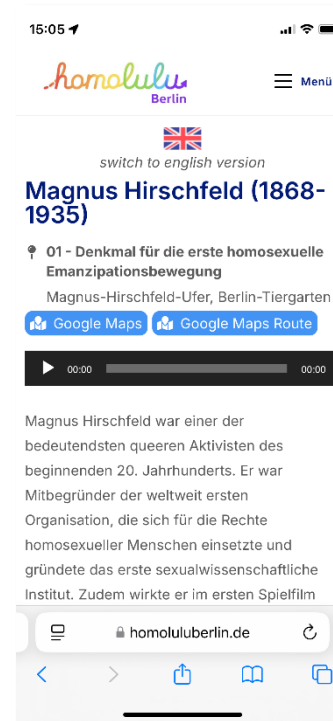 15:05
homolulu
Berlin
Menü
switch to english version
Magnus Hirschfeld (1868-
1935)
01 - Denkmal für die erste homosexuelle
Emanzipationsbewegung
Magnus-Hirschfeld-Ufer, Berlin-Tiergarten
Google Maps
Google Maps Route
00:00
00:00
Magnus Hirschfeld war einer der
bedeutendsten queeren Aktivisten des
beginnenden 20. Jahrhunderts. Er war
Mitbegründer der weltweit ersten
Organisation, die sich für die Rechte
homosexueller Menschen einsetzte und
gründete das erste sexualwissenschaftliche
Institut. Zudem wirkte er im ersten Spielfilm
homoluluberlin.de